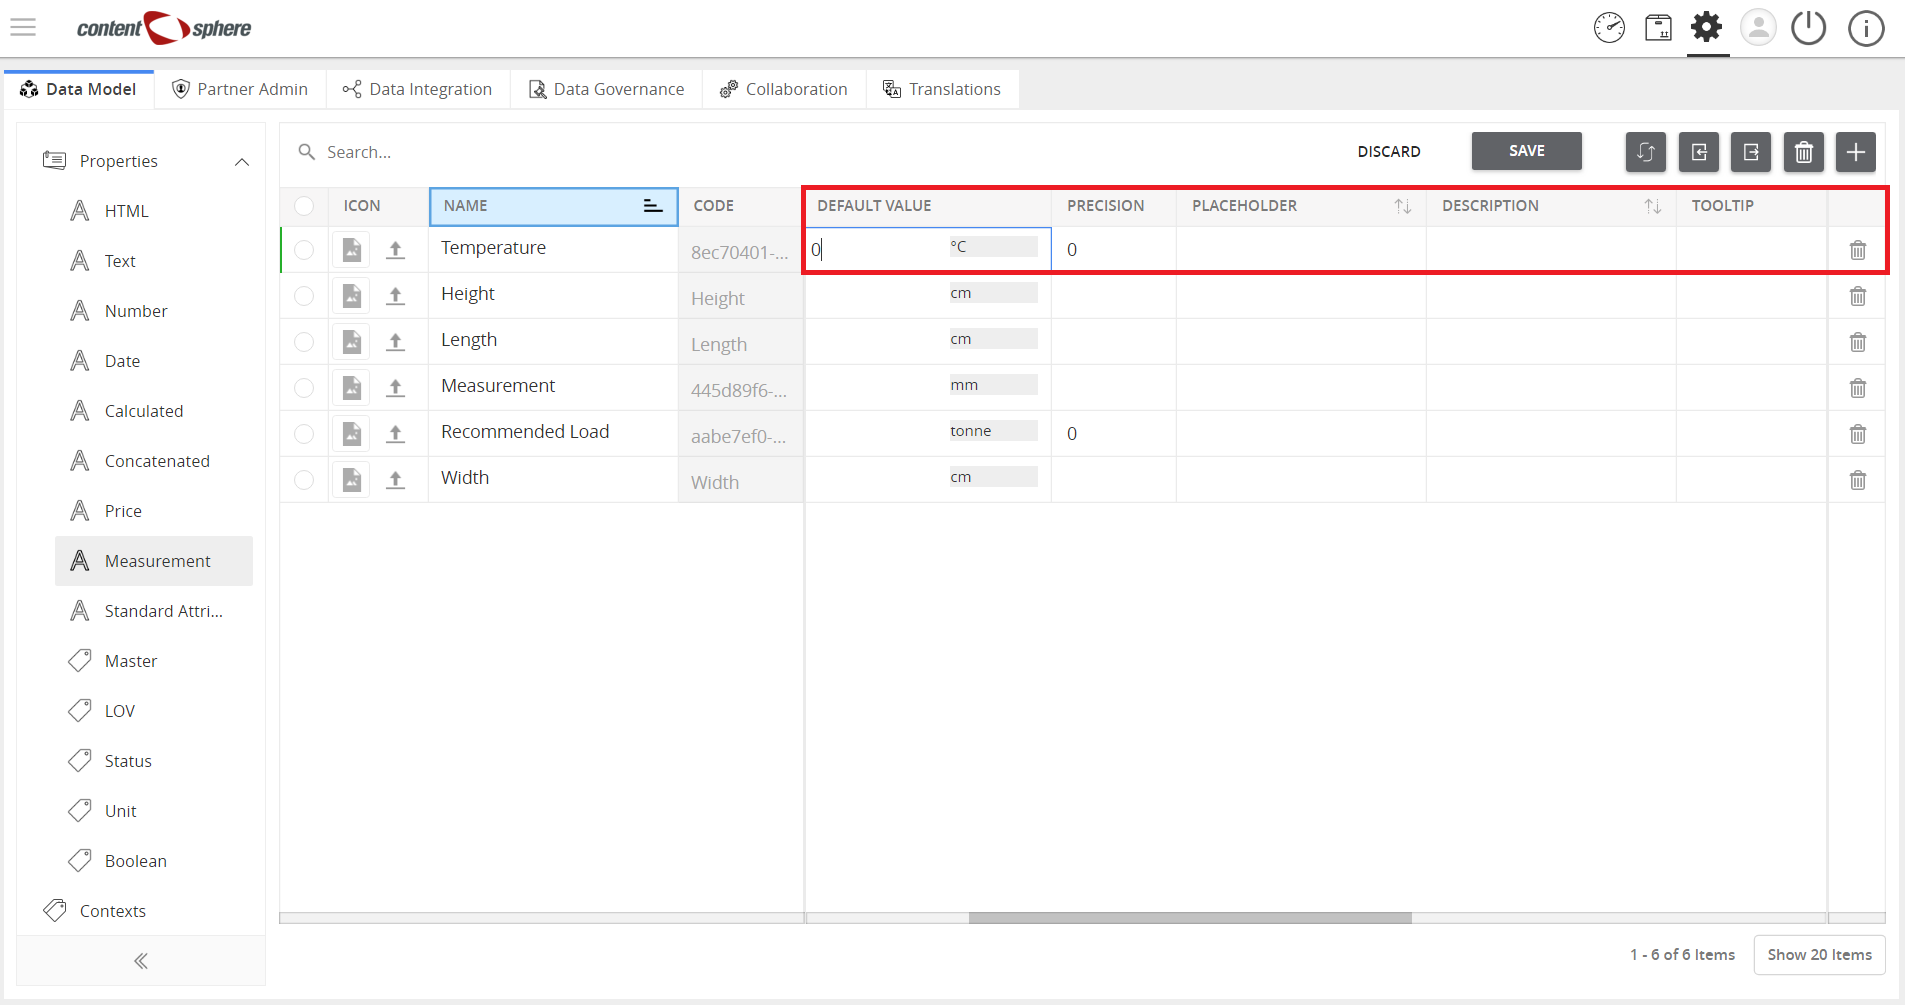 content sphere
Data Model Partner Admin Data Integration Data Governance Collaboration Translations
Properties
HTML
Text
Number
Date
Calculated
Concatenated
Price
Measurement
Standard Attri...
Master
LOV
Status
Unit
Boolean
Contexts
Search... DISCARD SAVE
ICON NAME CODE DEFAULT VALUE PRECISION PLACEHOLDER DESCRIPTION TOOLTIP
Temperature 8ec70401-... 0 °C 0
Height Height cm
Length Length cm
Measurement 445d89f6-... mm
Recommended Load aabe7ef0-... tonne 0
Width Width cm
1 - 6 of 6 Items Show 20 Items